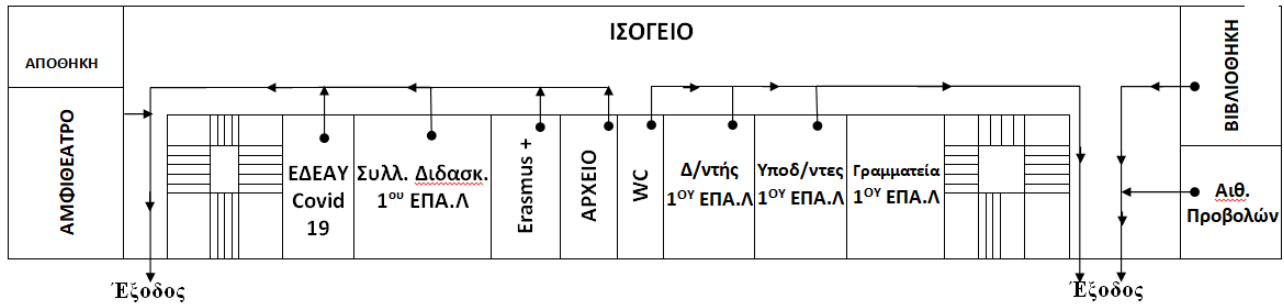 ΙΣΟΓΕΙΟ
ΑΠΟΘΗΚΗ
ΑΜΦΙΘΕΑΤΡΟ
ΕΔΕΑΥ
Covid
19
Συλλ. Διδασκ.
1ου ΕΠΑ.Λ
Erasmus +
ΑΡΧΕΙΟ
WC
Δ/ντής
1ΟΥ ΕΠΑ.Λ
Υποδ/ντες
1ΟΥ ΕΠΑ.Λ
Γραμματεία
1ΟΥ ΕΠΑ.Λ
ΒΙΒΛΙΟΘΗΚΗ
Αιθ.
Προβολών
Έξοδος
Έξοδος